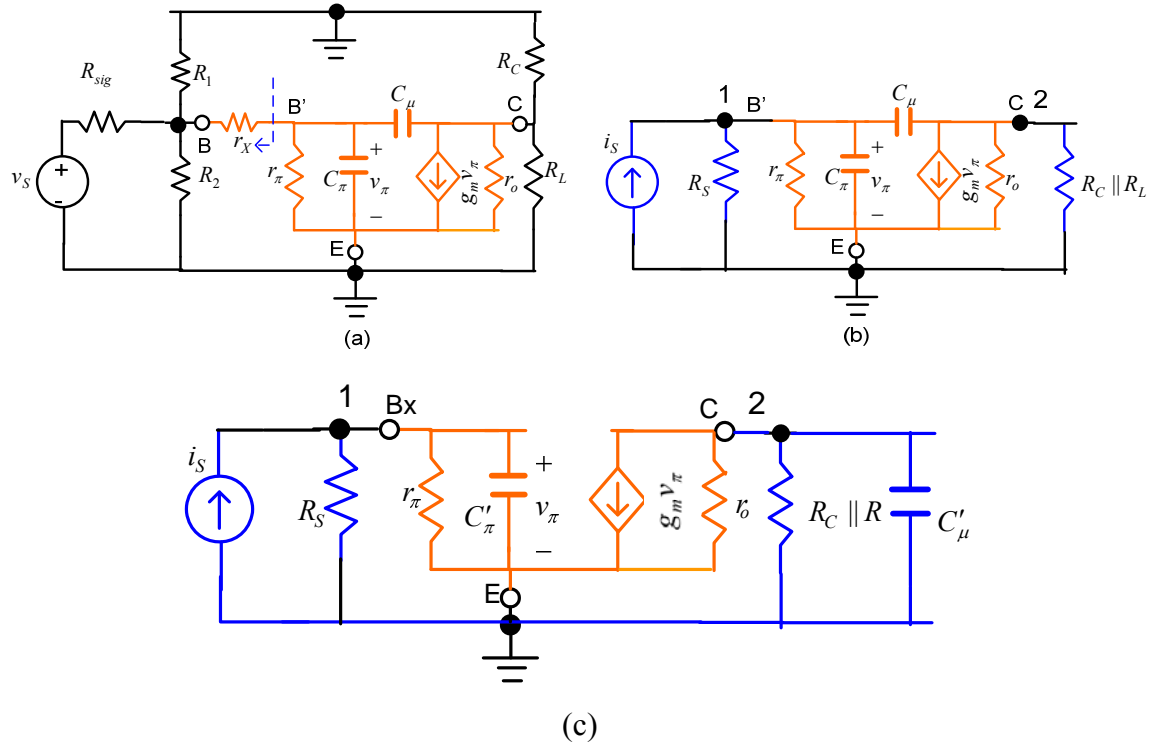 R_sig
R_1
R_C
B
r_X
B'
C_μ
C
v_S
+
-
R_2
r_π
C_π
+
v_π
−
g_m v_π
r_o
R_L
E
(a)
1
B'
C_μ
C
2
i_S
R_S
r_π
C_π
+
v_π
−
g_m v_π
r_o
R_C || R_L
E
(b)
1
Bx
C
2
i_S
R_S
r_π
C'_π
+
v_π
−
g_m v_π
r_o
R_C || R
C'_μ
E
(c)